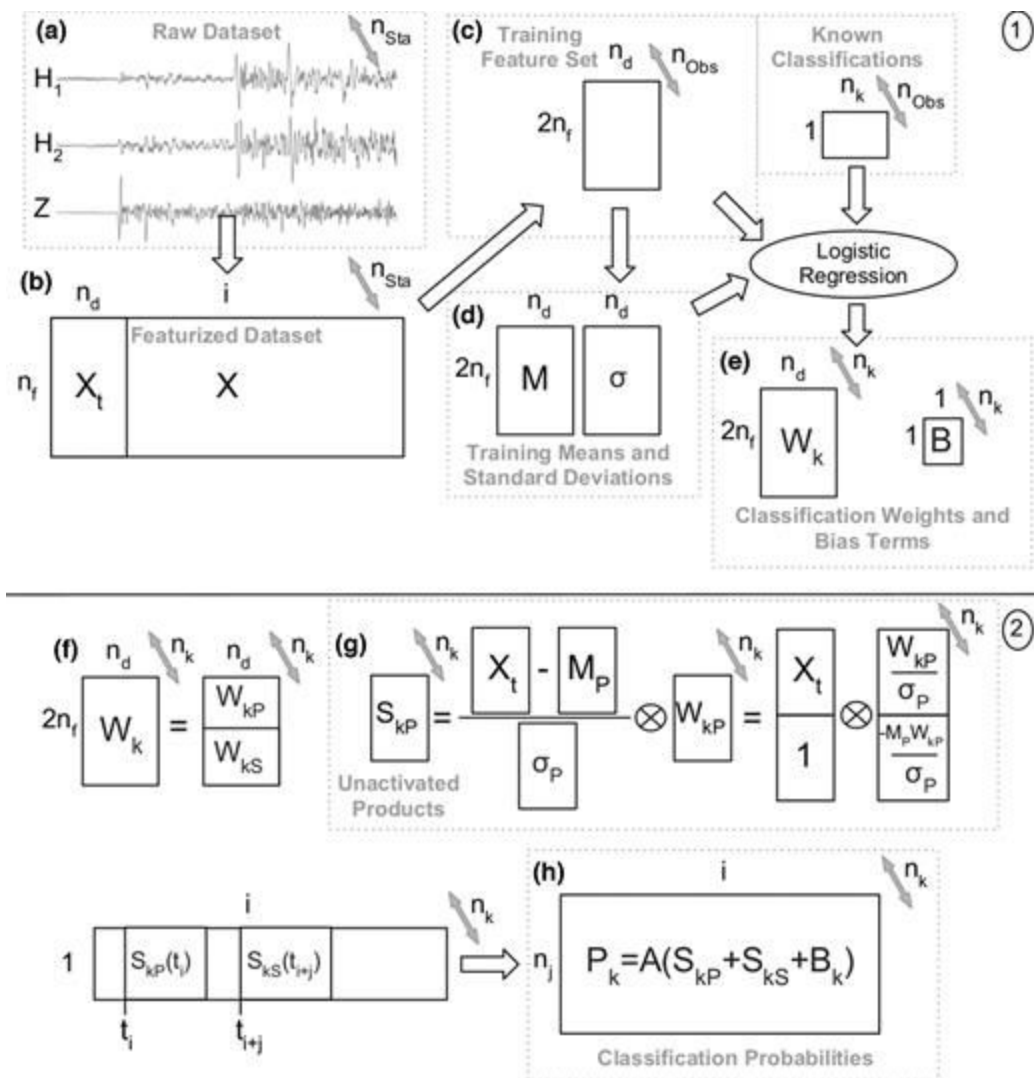 (a)
Raw Dataset
n_Sta
H_1
H_2
Z
(b)
n_d
i
n_Sta
Featurized Dataset
n_f
X_t
X
(c)
Training
Feature Set
n_d
n_Obs
2n_f
Known
Classifications
n_k
n_Obs
1
①
Logistic
Regression
(d)
n_d
n_d
2n_f
M
σ
Training Means and
Standard Deviations
(e)
n_d
n_k
2n_f
W_k
1
n_k
1
B
Classification Weights and
Bias Terms
②
(f)
n_d
n_k
n_d
n_k
2n_f
W_k
=
W_kP
W_kS
(g)
n_k
S_kP
=
X_t - M_P
σ_P
⊗
n_k
W_kP
=
X_t
1
⊗
n_k
W_kP
σ_P
-M_P W_kP
σ_P
Unactivated
Products
i
n_k
1
S_kP(t_i)
S_kS(t_i+j)
t_i
t_i+j
(h)
i
n_k
n_j
P_k=A(S_kP+S_kS+B_k)
Classification Probabilities